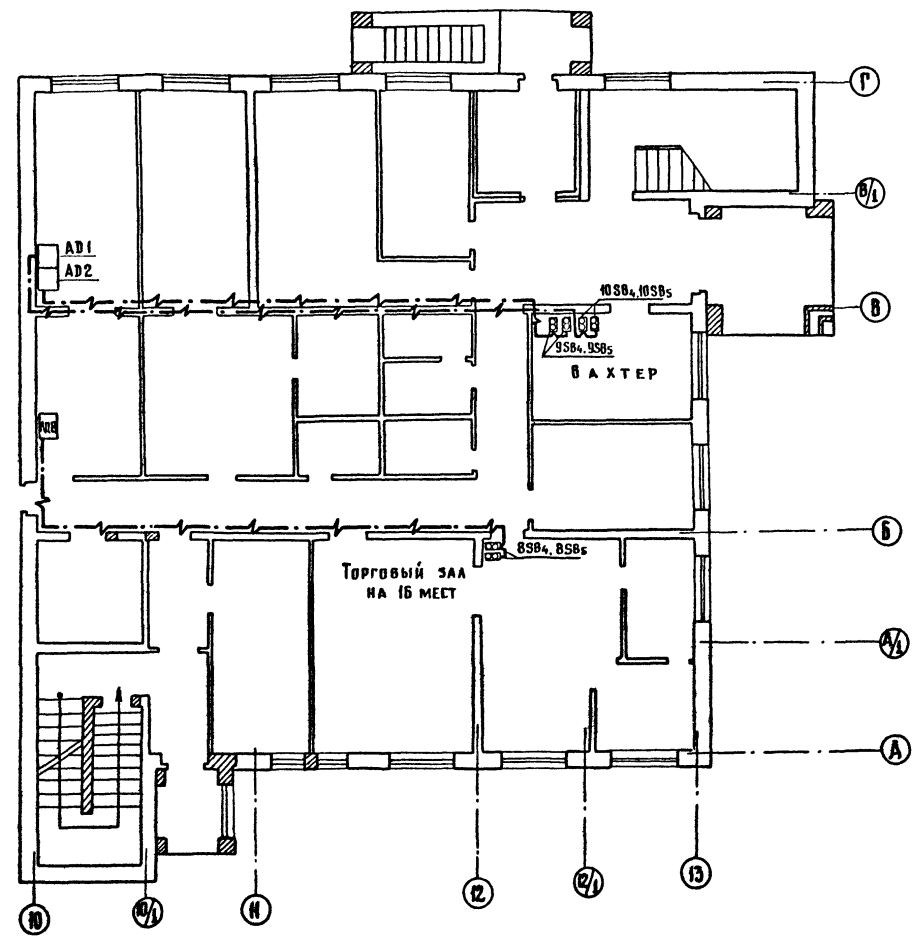 Г
В/1
AD1
AD2
10SB4, 10SB5
В
9SB4, 9SB5
ВАХТЕР
Б
8SB4, 8SB5
ТОРГОВЫЙ ЗАЛ
НА 16 МЕСТ
А/1
А
10
10/1
11
12
12/1
13